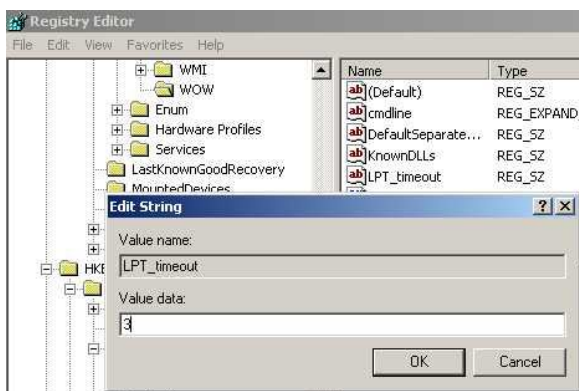 Registry Editor
File Edit View Favorites Help
WMI
WOW
Enum
Hardware Profiles
Services
LastKnownGoodRecovery
MountedDevices
Name Type
(Default) REG_SZ
cmdline REG_EXPAND
DefaultSeparate... REG_SZ
KnownDLLs REG_SZ
LPT_timeout REG_SZ
Edit String
Value name:
LPT_timeout
Value data:
3
OK Cancel